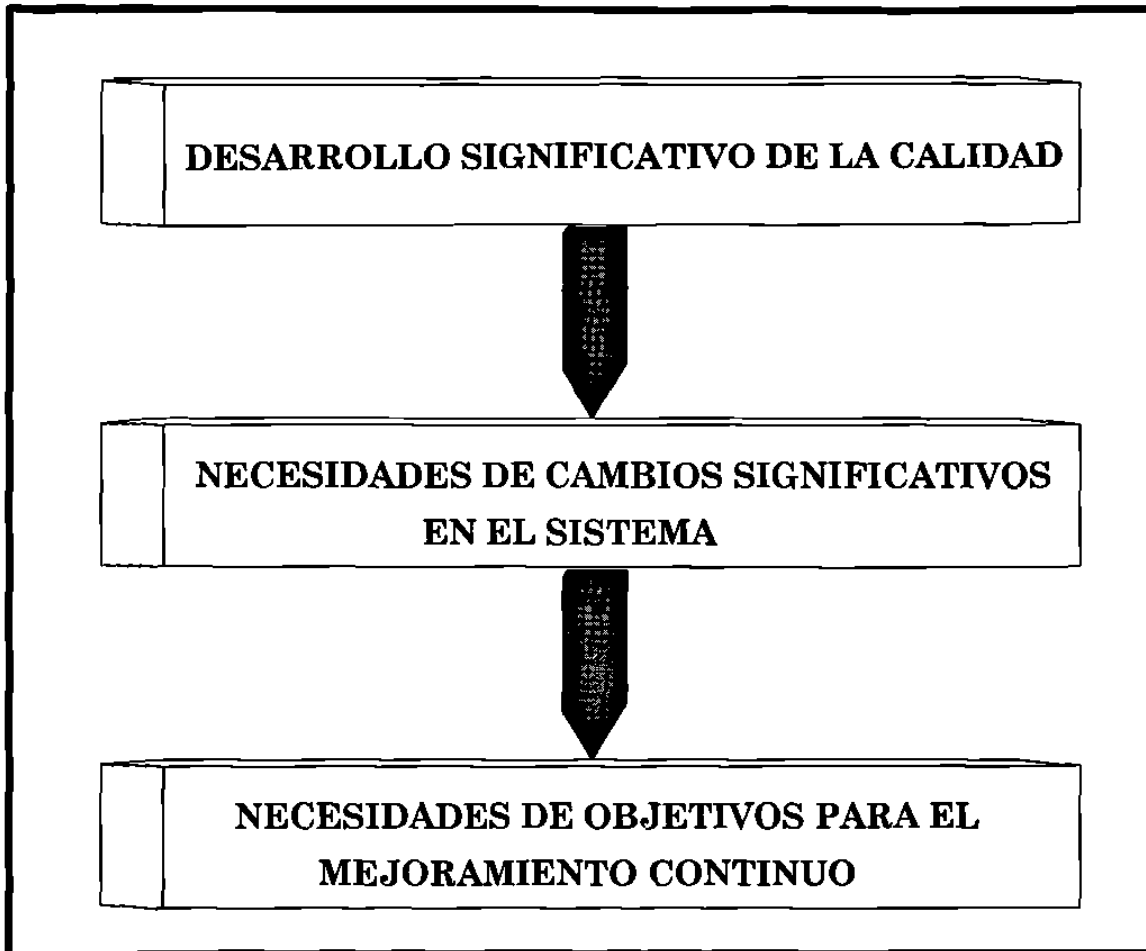 DESARROLLO SIGNIFICATIVO DE LA CALIDAD
NECESIDADES DE CAMBIOS SIGNIFICATIVOS
EN EL SISTEMA
NECESIDADES DE OBJETIVOS PARA EL
MEJORAMIENTO CONTINUO